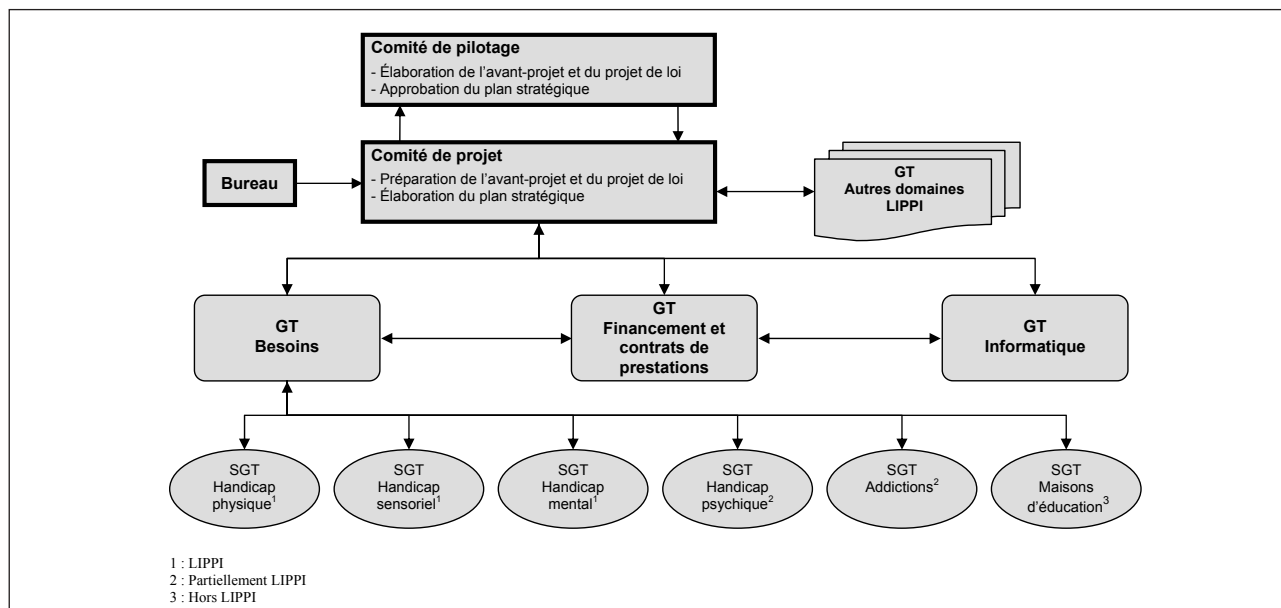 Comité de pilotage
- Élaboration de l'avant-projet et du projet de loi
- Approbation du plan stratégique
Comité de projet
- Préparation de l'avant-projet et du projet de loi
- Élaboration du plan stratégique
Bureau
GT
Autres domaines
LIPPI
GT
Besoins
GT
Financement et
contrats de
prestations
GT
Informatique
SGT
Handicap
physique¹
SGT
Handicap
sensoriel¹
SGT
Handicap
mental¹
SGT
Handicap
psychique²
SGT
Addictions²
SGT
Maisons
d'éducation³
1 : LIPPI
2 : Partiellement LIPPI
3 : Hors LIPPI